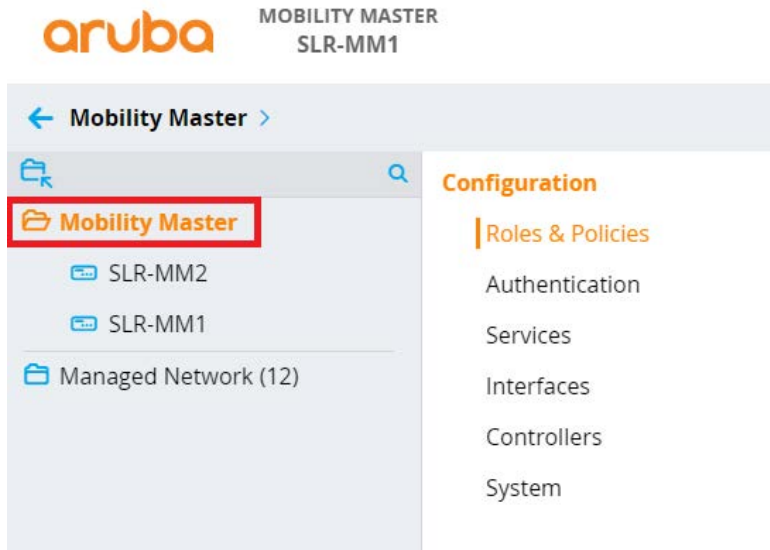 aruba
MOBILITY MASTER
SLR-MM1
Mobility Master >
Mobility Master
SLR-MM2
SLR-MM1
Managed Network (12)
Configuration
Roles & Policies
Authentication
Services
Interfaces
Controllers
System